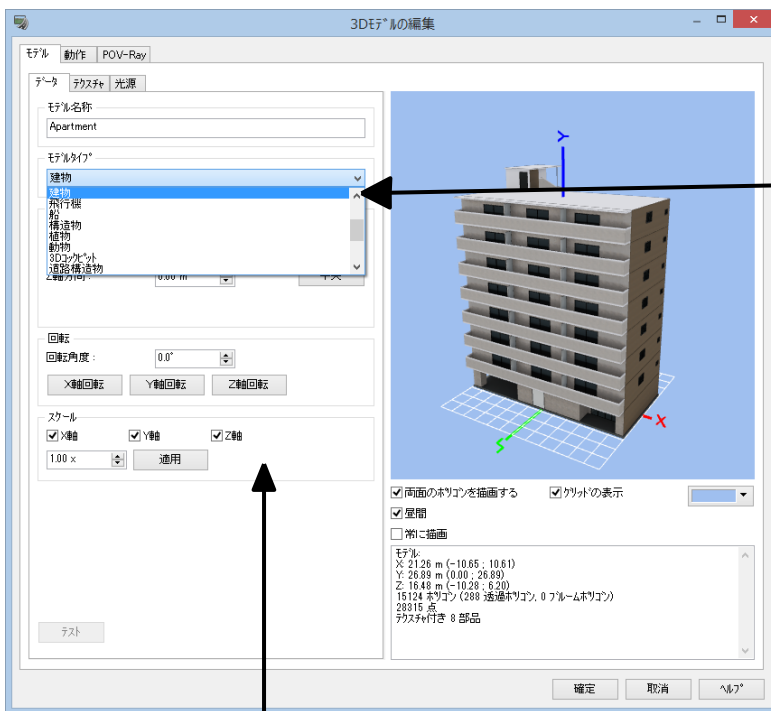 3Dﾓﾃﾞﾙの編集
ﾓﾃﾞﾙ 動作 POV-Ray
ﾃﾞｰﾀ ﾃｸｽﾁｬ 光源
ﾓﾃﾞﾙ名称
Apartment
ﾓﾃﾞﾙﾀｲﾌﾟ
建物
建物
飛行機
船
構造物
植物
動物
3Dｺｯｸﾋﾟｯﾄ
道路構造物
Z軸方向: 0.00 m 中央
回転
回転角度: 0.0°
X軸回転 Y軸回転 Z軸回転
スケール
X軸 Y軸 Z軸
1.00 x 適用
テスト
Y
X
S
両面のﾎﾟﾘｺﾞﾝを描画する ｸﾞﾘｯﾄﾞの表示
昼間
常に描画
ﾓﾃﾞﾙ:
X: 21.26 m (-10.65 ; 10.61)
Y: 26.89 m (0.00 ; 26.89)
Z: 16.48 m (-10.28 ; 6.20)
15124 ﾎﾟﾘｺﾞﾝ (288 透過ﾎﾟﾘｺﾞﾝ, 0 ﾌﾟﾙｰﾑﾎﾟﾘｺﾞﾝ)
28315 点
ﾃｸｽﾁｬ付き 8 部品
確定 取消 ﾍﾙﾌﾟ